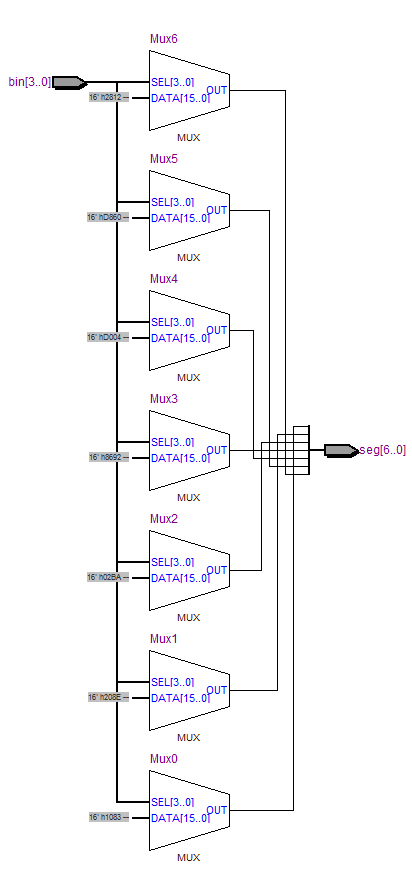 Mux6
bin[3..0]
SEL[3..0]
OUT
16' h2812
DATA[15..0]
MUX
Mux5
SEL[3..0]
OUT
16' hD860
DATA[15..0]
MUX
Mux4
SEL[3..0]
OUT
16' hD004
DATA[15..0]
MUX
Mux3
SEL[3..0]
OUT
seg[6..0]
16' h8692
DATA[15..0]
MUX
Mux2
SEL[3..0]
OUT
16' h02BA
DATA[15..0]
MUX
Mux1
SEL[3..0]
OUT
16' h208E
DATA[15..0]
MUX
Mux0
SEL[3..0]
OUT
16' h1083
DATA[15..0]
MUX